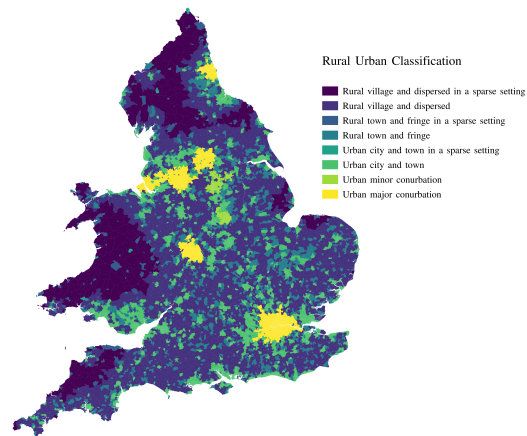 Rural Urban Classification
Rural village and dispersed in a sparse setting
Rural village and dispersed
Rural town and fringe in a sparse setting
Rural town and fringe
Urban city and town in a sparse setting
Urban city and town
Urban minor conurbation
Urban major conurbation